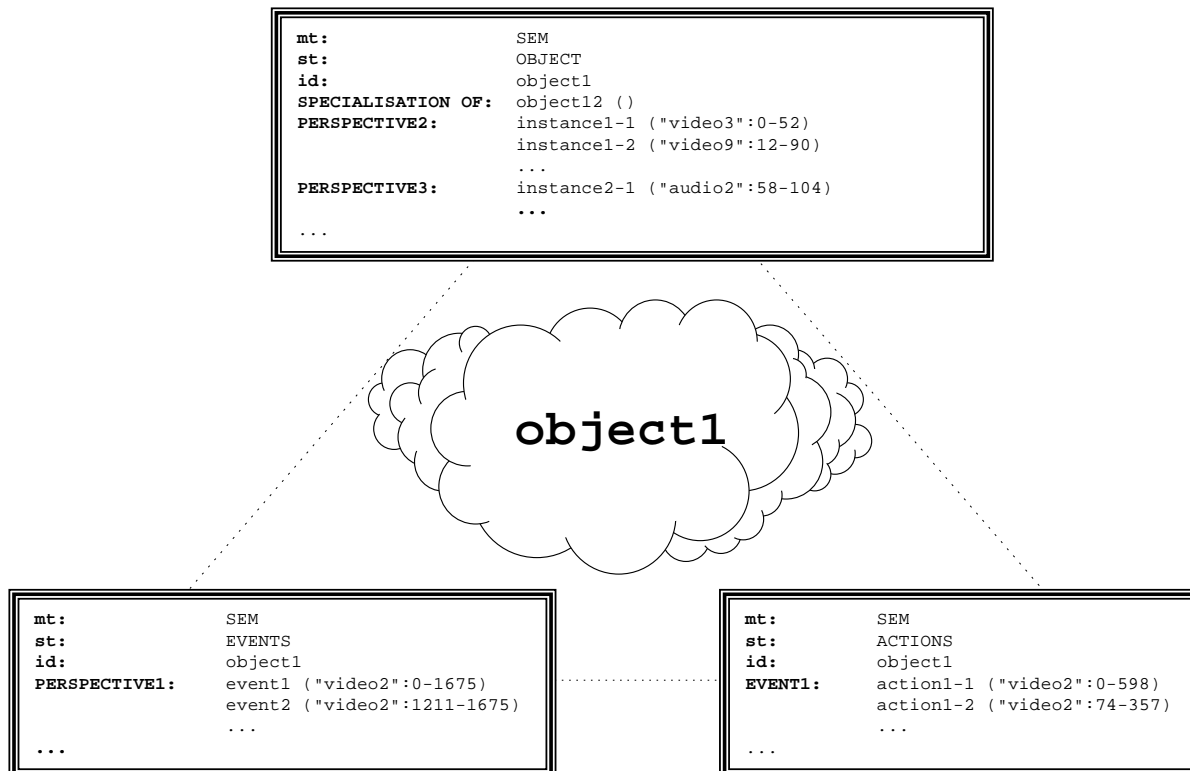 mt: SEM
st: OBJECT
id: object1
SPECIALISATION OF: object12 ()
PERSPECTIVE2: instance1-1 ("video3":0-52)
instance1-2 ("video9":12-90)
...
PERSPECTIVE3: instance2-1 ("audio2":58-104)
...
...
object1
mt: SEM
st: EVENTS
id: object1
PERSPECTIVE1: event1 ("video2":0-1675)
event2 ("video2":1211-1675)
...
...
mt: SEM
st: ACTIONS
id: object1
EVENT1: action1-1 ("video2":0-598)
action1-2 ("video2":74-357)
...
...